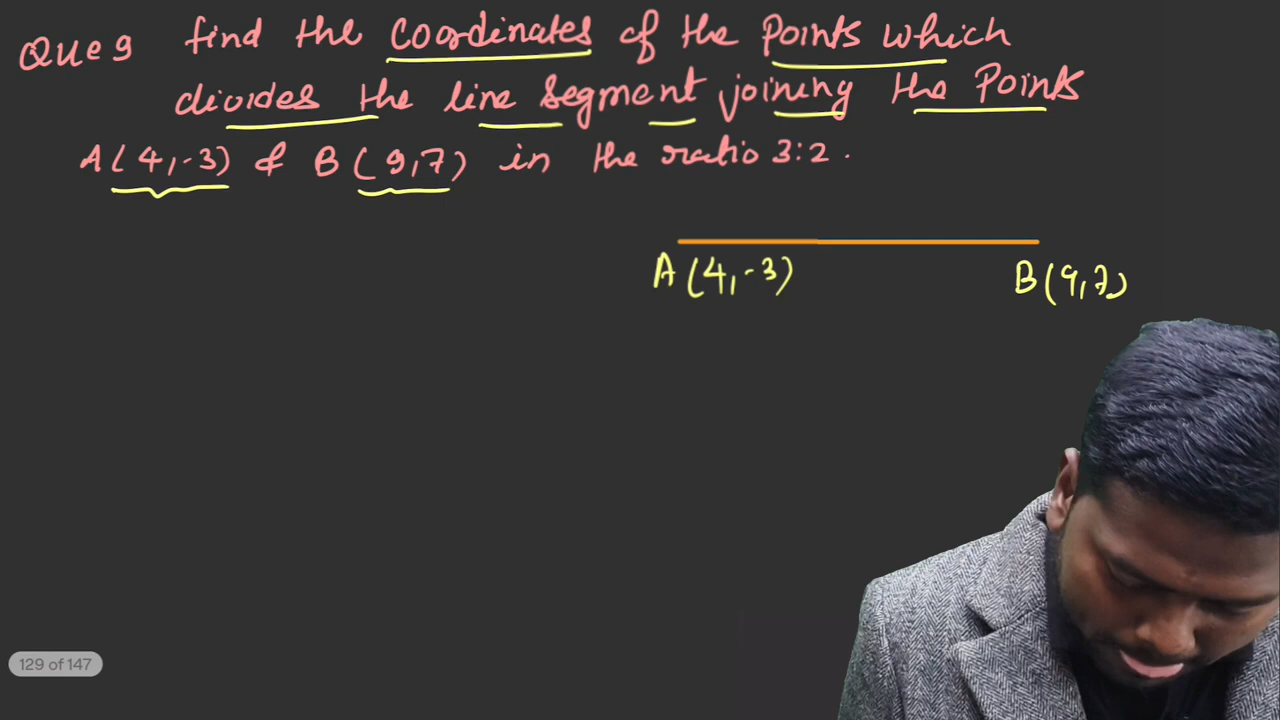 Que 9 find the coordinates of the Points which
divides the line segment joining the Points
A(4,-3) & B(9,7) in the ratio 3:2.
A(4,-3) B(9,7)
129 of 147